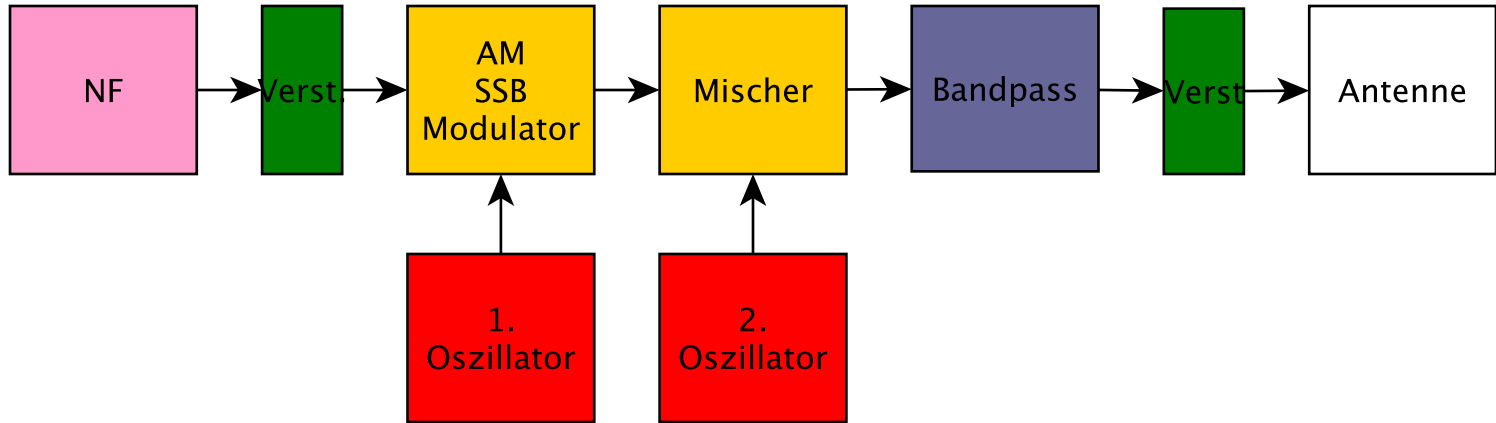 NF
Verst.
AM
SSB
Modulator
Mischer
Bandpass
Verst
Antenne
1.
Oszillator
2.
Oszillator